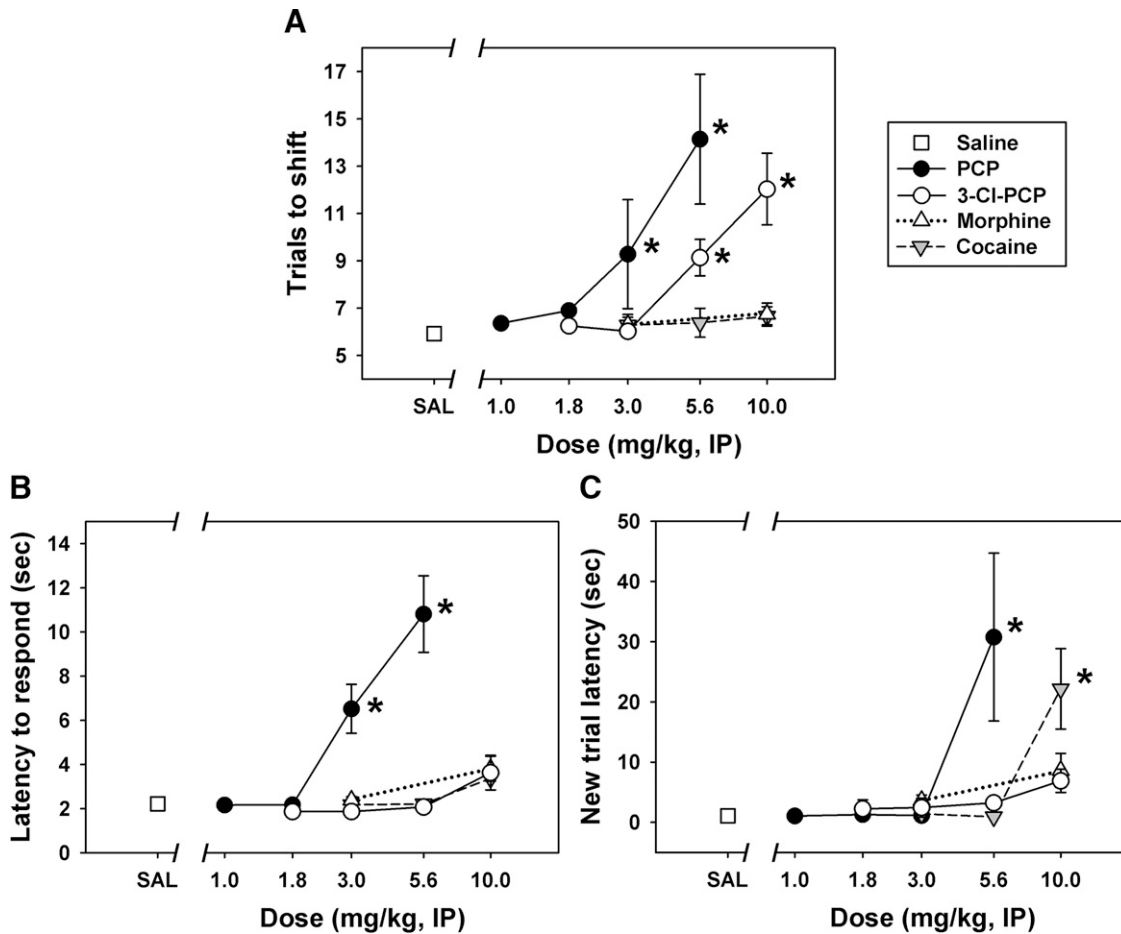 A
Trials to shift
17
15
13
11
9
7
5
*
*
*
*
SAL
1.0
1.8
3.0
5.6
10.0
Dose (mg/kg, IP)
Saline
PCP
3-Cl-PCP
Morphine
Cocaine
B
Latency to respond (sec)
14
12
10
8
6
4
2
0
*
*
SAL
1.0
1.8
3.0
5.6
10.0
Dose (mg/kg, IP)
C
New trial latency (sec)
50
40
30
20
10
0
*
*
SAL
1.0
1.8
3.0
5.6
10.0
Dose (mg/kg, IP)